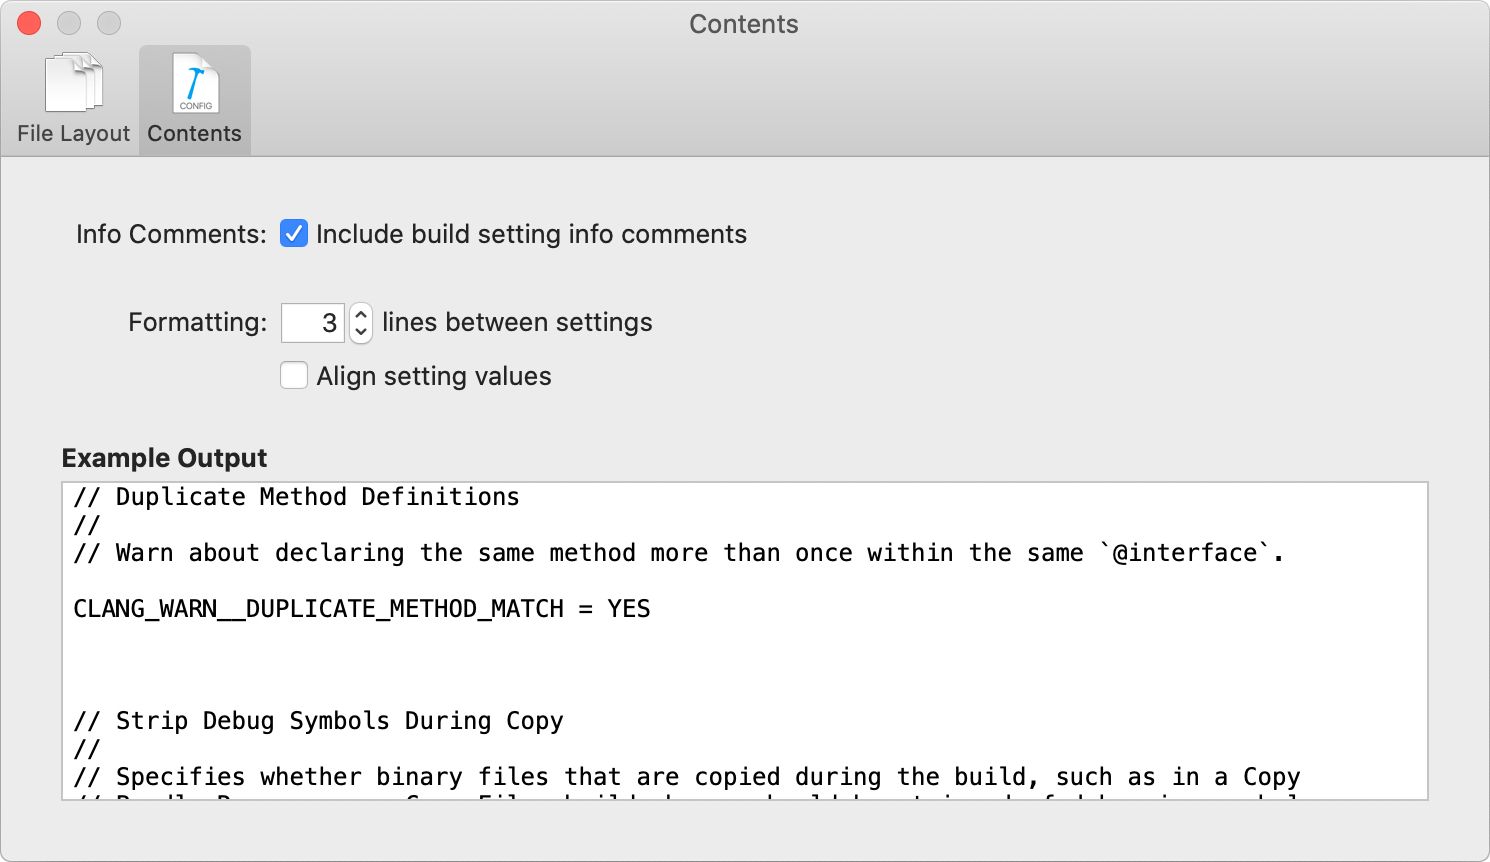 Contents
File Layout
CONFIG
Contents
Info Comments: Include build setting info comments
Formatting: 3 lines between settings
Align setting values
Example Output
// Duplicate Method Definitions
//
// Warn about declaring the same method more than once within the same `@interface`.
CLANG_WARN__DUPLICATE_METHOD_MATCH = YES
// Strip Debug Symbols During Copy
//
// Specifies whether binary files that are copied during the build, such as in a Copy